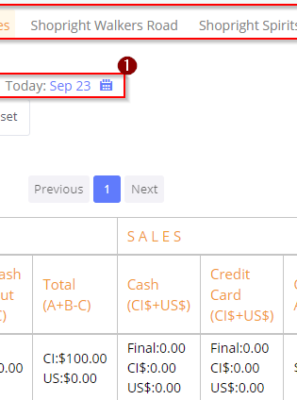 es Shopright Walkers Road Shopright Spirits
1
Today: Sep 23
set
Previous 1 Next
SALES
ash
ut
C)
Total
(A+B-C)
Cash
(CI$+US$)
Credit
Card
(CI$+US$)
0.00
CI:$100.00
US:$0.00
Final:0.00
CI$:0.00
US$:0.00
Final:0.00
CI$:0.00
US$:0.00